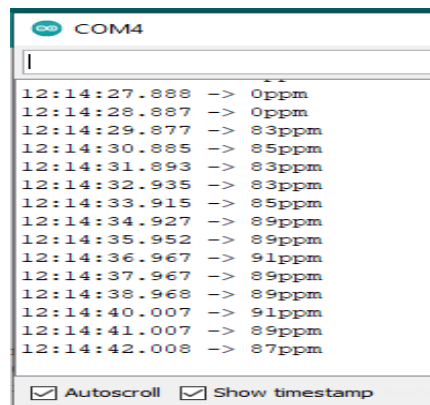 COM4
12:14:27.888 -> 0ppm
12:14:28.887 -> 0ppm
12:14:29.877 -> 83ppm
12:14:30.885 -> 85ppm
12:14:31.893 -> 83ppm
12:14:32.935 -> 83ppm
12:14:33.915 -> 85ppm
12:14:34.927 -> 89ppm
12:14:35.952 -> 89ppm
12:14:36.967 -> 91ppm
12:14:37.967 -> 89ppm
12:14:38.968 -> 89ppm
12:14:40.007 -> 91ppm
12:14:41.007 -> 89ppm
12:14:42.008 -> 87ppm
Autoscroll Show timestamp